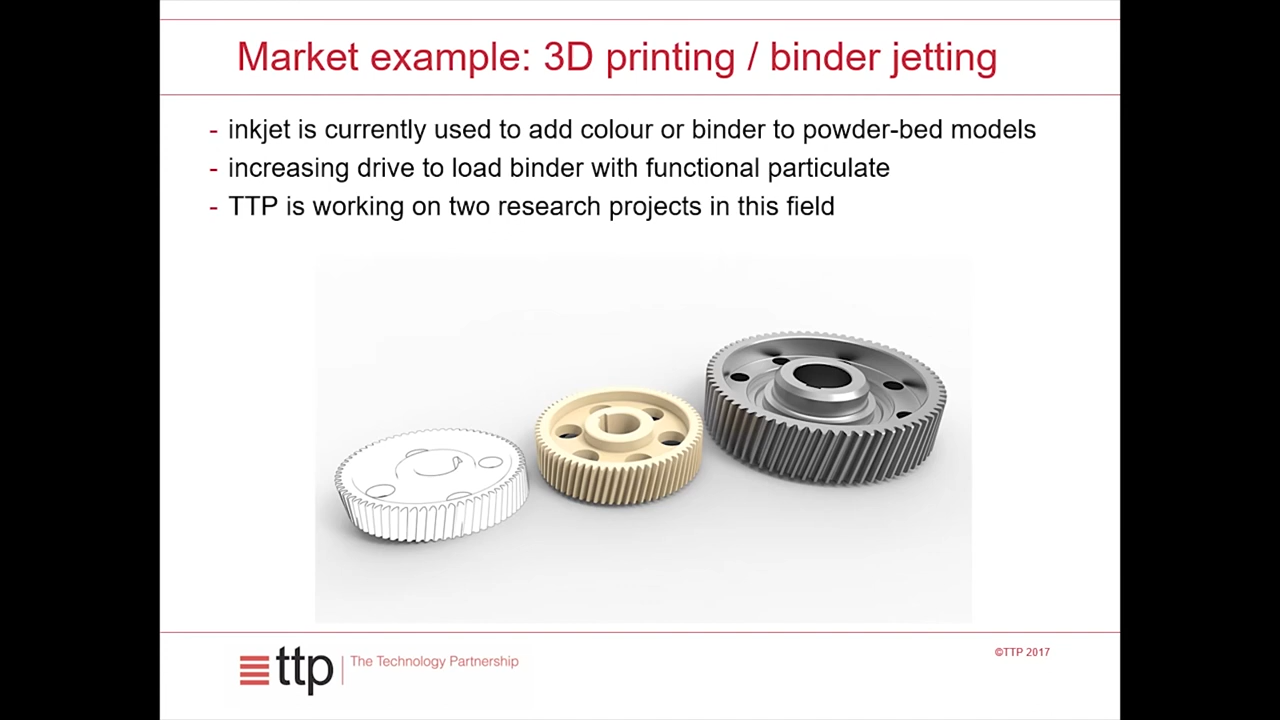 Market example: 3D printing / binder jetting
- inkjet is currently used to add colour or binder to powder-bed models
- increasing drive to load binder with functional particulate
- TTP is working on two research projects in this field
ttp | The Technology Partnership
©TTP 2017